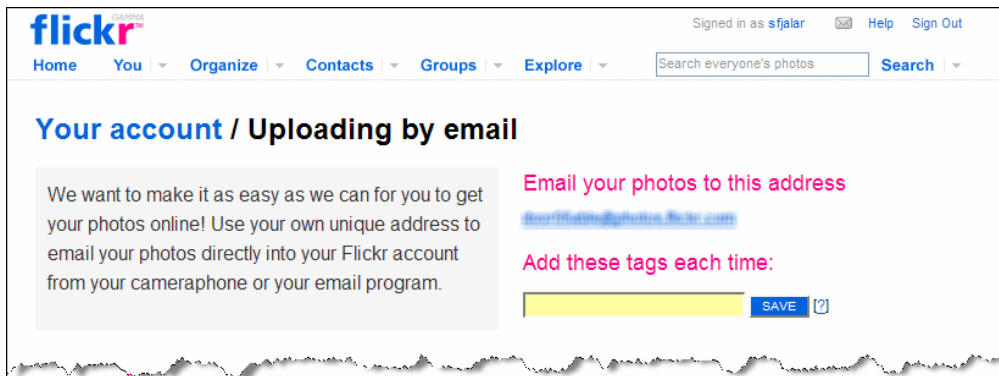 flickr GAMMA™
Signed in as sfjalar Help Sign Out
Home You Organize Contacts Groups Explore Search everyone's photos Search
Your account / Uploading by email
We want to make it as easy as we can for you to get
your photos online! Use your own unique address to
email your photos directly into your Flickr account
from your cameraphone or your email program.
Email your photos to this address
Add these tags each time:
SAVE [?]